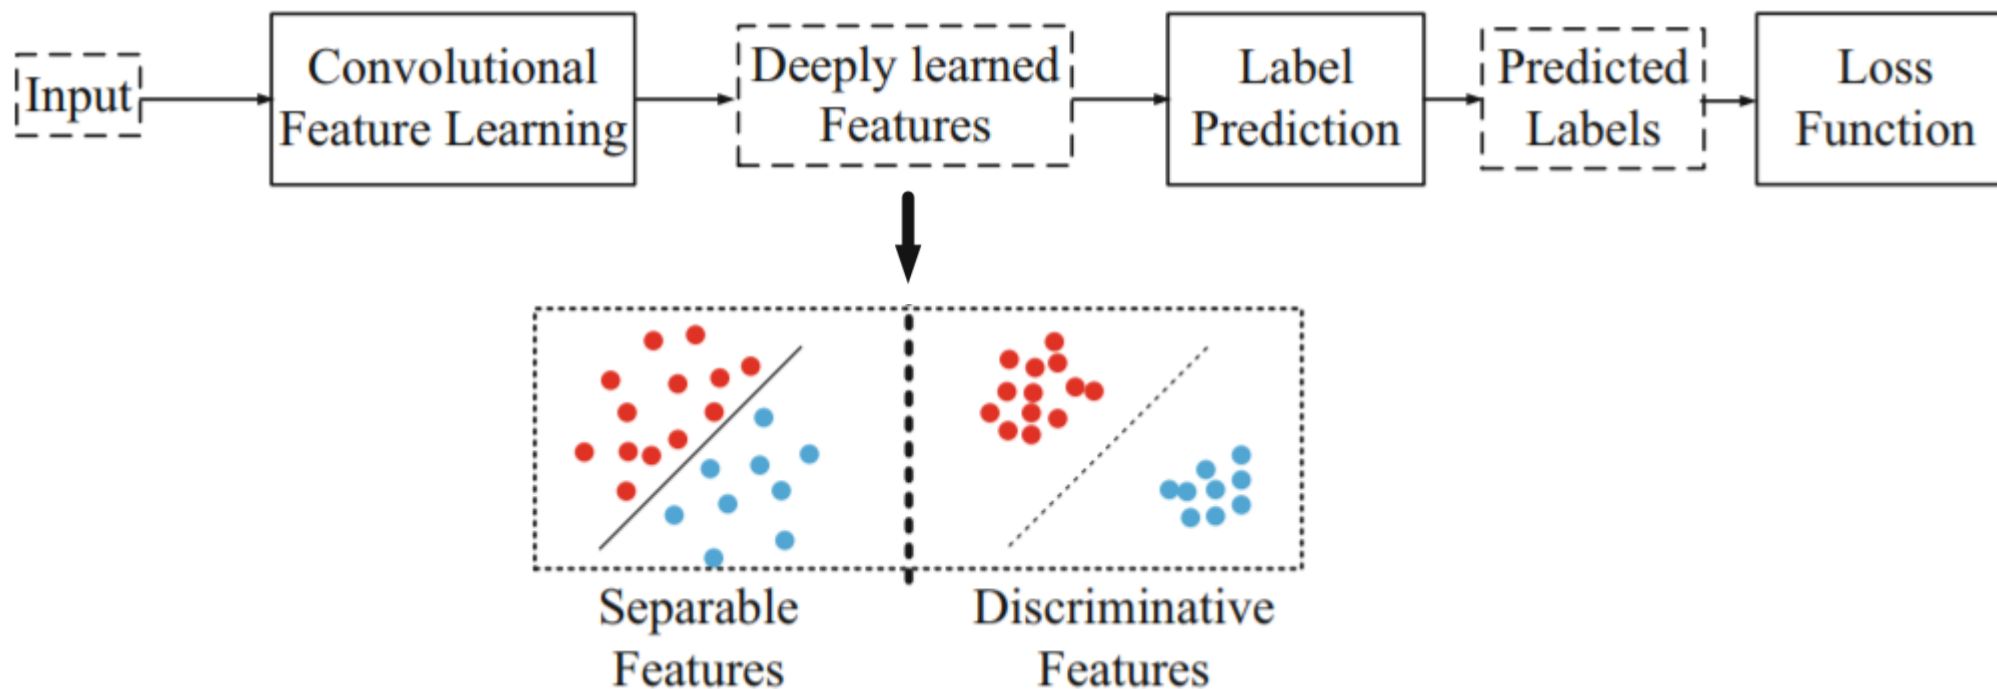 Input
Convolutional
Feature Learning
Deeply learned
Features
Label
Prediction
Predicted
Labels
Loss
Function
Separable
Features
Discriminative
Features